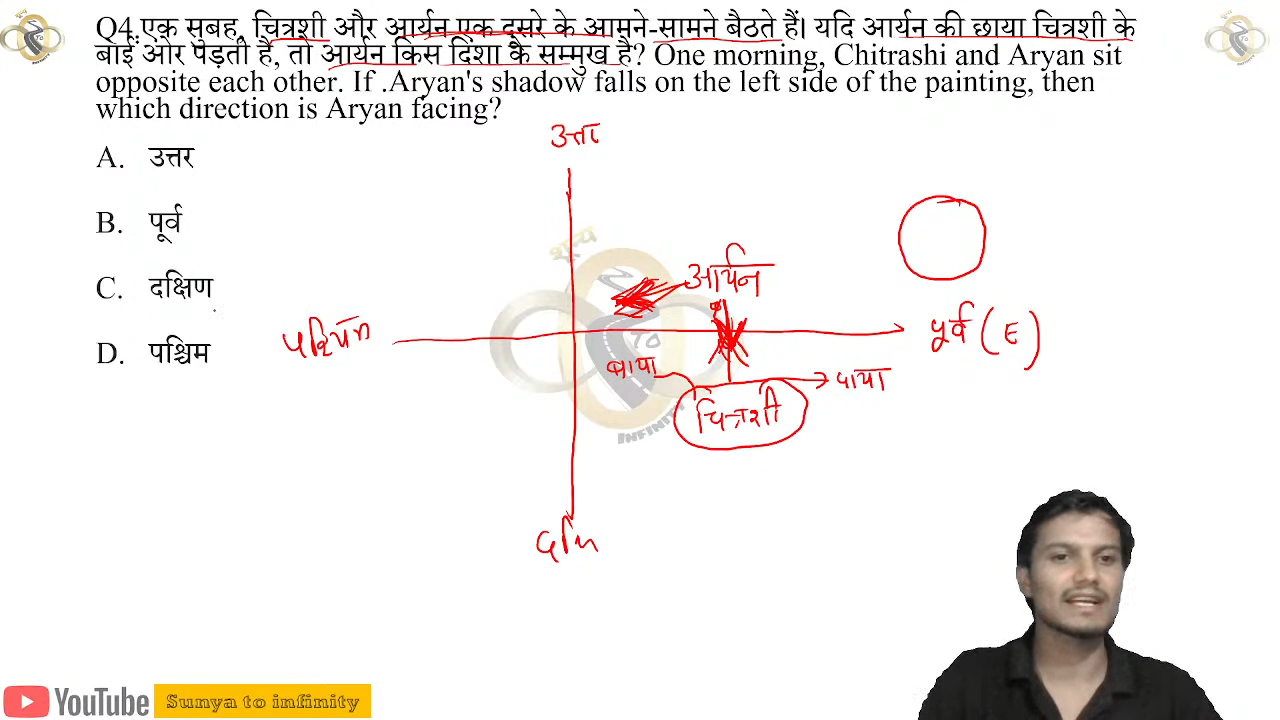 Q4.एक सुबह, चित्रशी और आर्यन एक दूसरे के आमने-सामने बैठते हैं। यदि आर्यन की छाया चित्रशी के
बाईं ओर पड़ती है, तो आर्यन किस दिशा के सम्मुख है? One morning, Chitrashi and Aryan sit
opposite each other. If .Aryan's shadow falls on the left side of the painting, then
which direction is Aryan facing?
उत्तर
A. उत्तर
B. पूर्व
शून्य
आर्यन
C. दक्षिण
पश्चिम
TO
पूर्व (E)
D. पश्चिम
बाया
दाया
चित्रशी
INFINITY
YouTube
Sunya to infinity